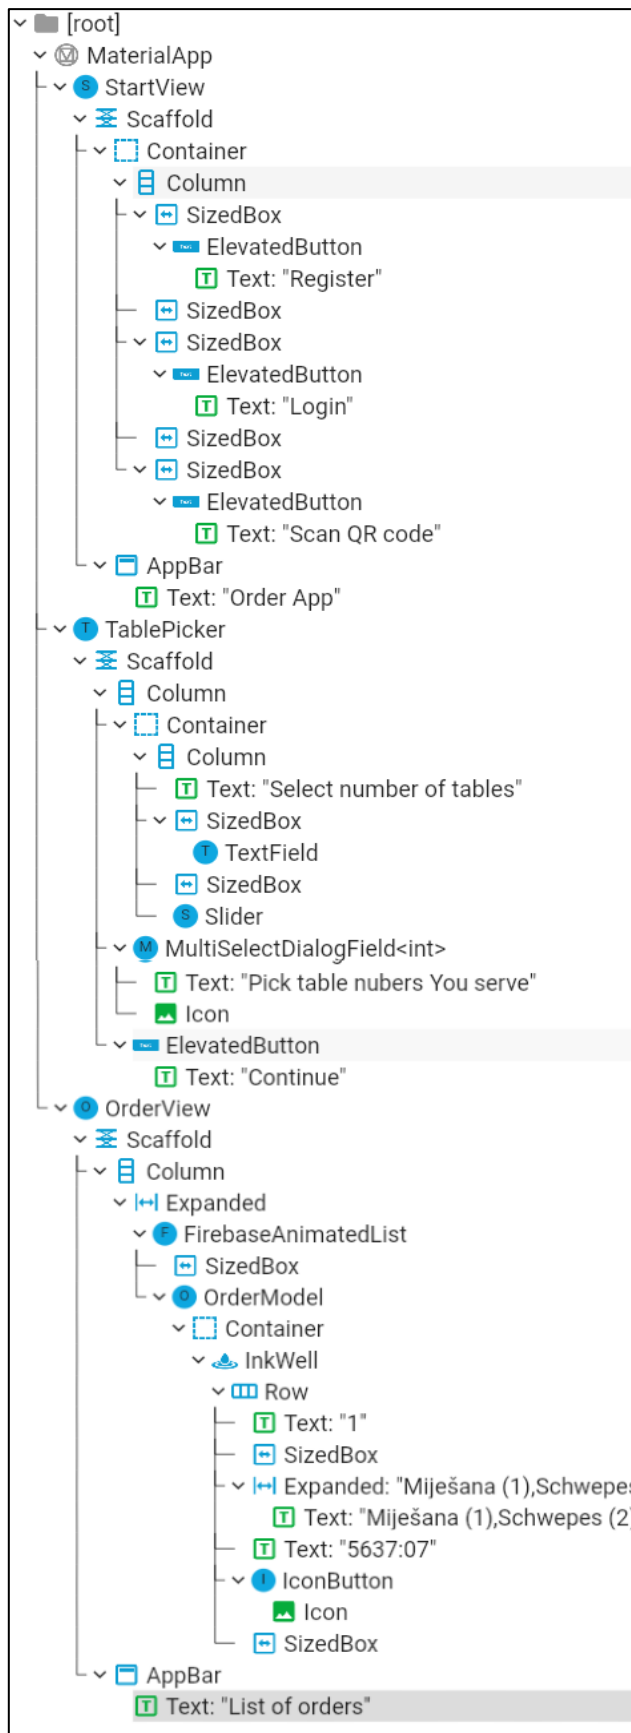 [root]
MaterialApp
S StartView
Scaffold
Container
Column
SizedBox
Text ElevatedButton
T Text: "Register"
SizedBox
SizedBox
Text ElevatedButton
T Text: "Login"
SizedBox
SizedBox
Text ElevatedButton
T Text: "Scan QR code"
AppBar
T Text: "Order App"
T TablePicker
Scaffold
Column
Container
Column
T Text: "Select number of tables"
SizedBox
T TextField
SizedBox
S Slider
M MultiSelectDialogField<int>
T Text: "Pick table nubers You serve"
Icon
Text ElevatedButton
T Text: "Continue"
O OrderView
Scaffold
Column
Expanded
F FirebaseAnimatedList
SizedBox
O OrderModel
Container
InkWell
Row
T Text: "1"
SizedBox
Expanded: "Miješana (1),Schwepes
T Text: "Miješana (1),Schwepes (2)
T Text: "5637:07"
I IconButton
Icon
SizedBox
AppBar
T Text: "List of orders"